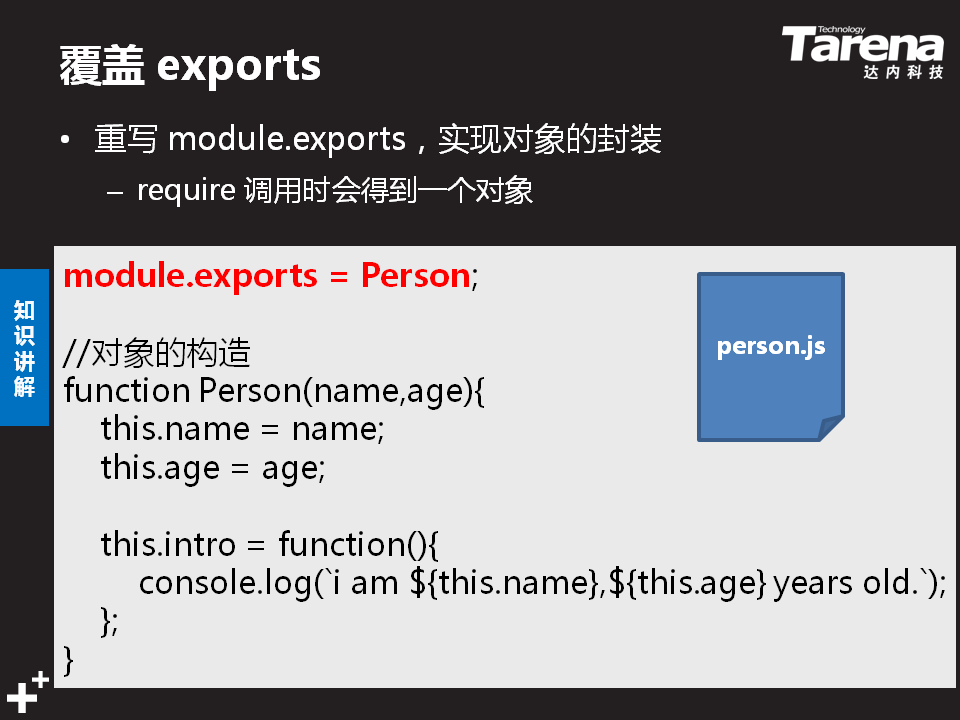 覆盖 exports
Technology
Tarena
达内科技
• 重写 module.exports，实现对象的封装
– require 调用时会得到一个对象
知识讲解
module.exports = Person;
person.js
//对象的构造
function Person(name,age){
this.name = name;
this.age = age;
this.intro = function(){
console.log(`i am ${this.name},${this.age} years old.`);
};
}